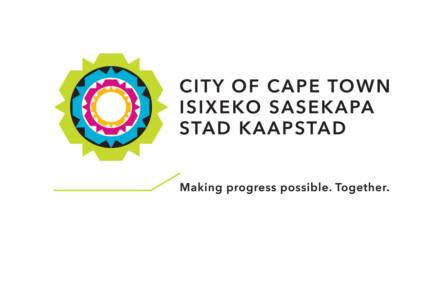 CITY OF CAPE TOWN
ISIXEKO SASEKAPA
STAD KAAPSTAD
Making progress possible. Together.